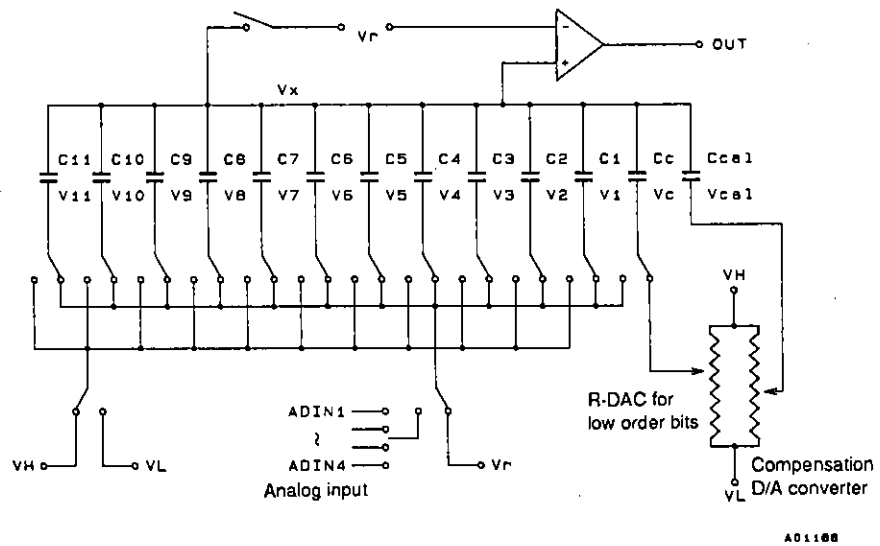 Vr
−
+
OUT
Vx
C11 C10 C9 C8 C7 C6 C5 C4 C3 C2 C1 Cc Ccal
V11 V10 V9 V8 V7 V6 V5 V4 V3 V2 V1 Vc Vcal
VH
R-DAC for
low order bits
ADIN1
≀
ADIN4
Analog input
VH
VL
Vr
VL
Compensation
D/A converter
A01188